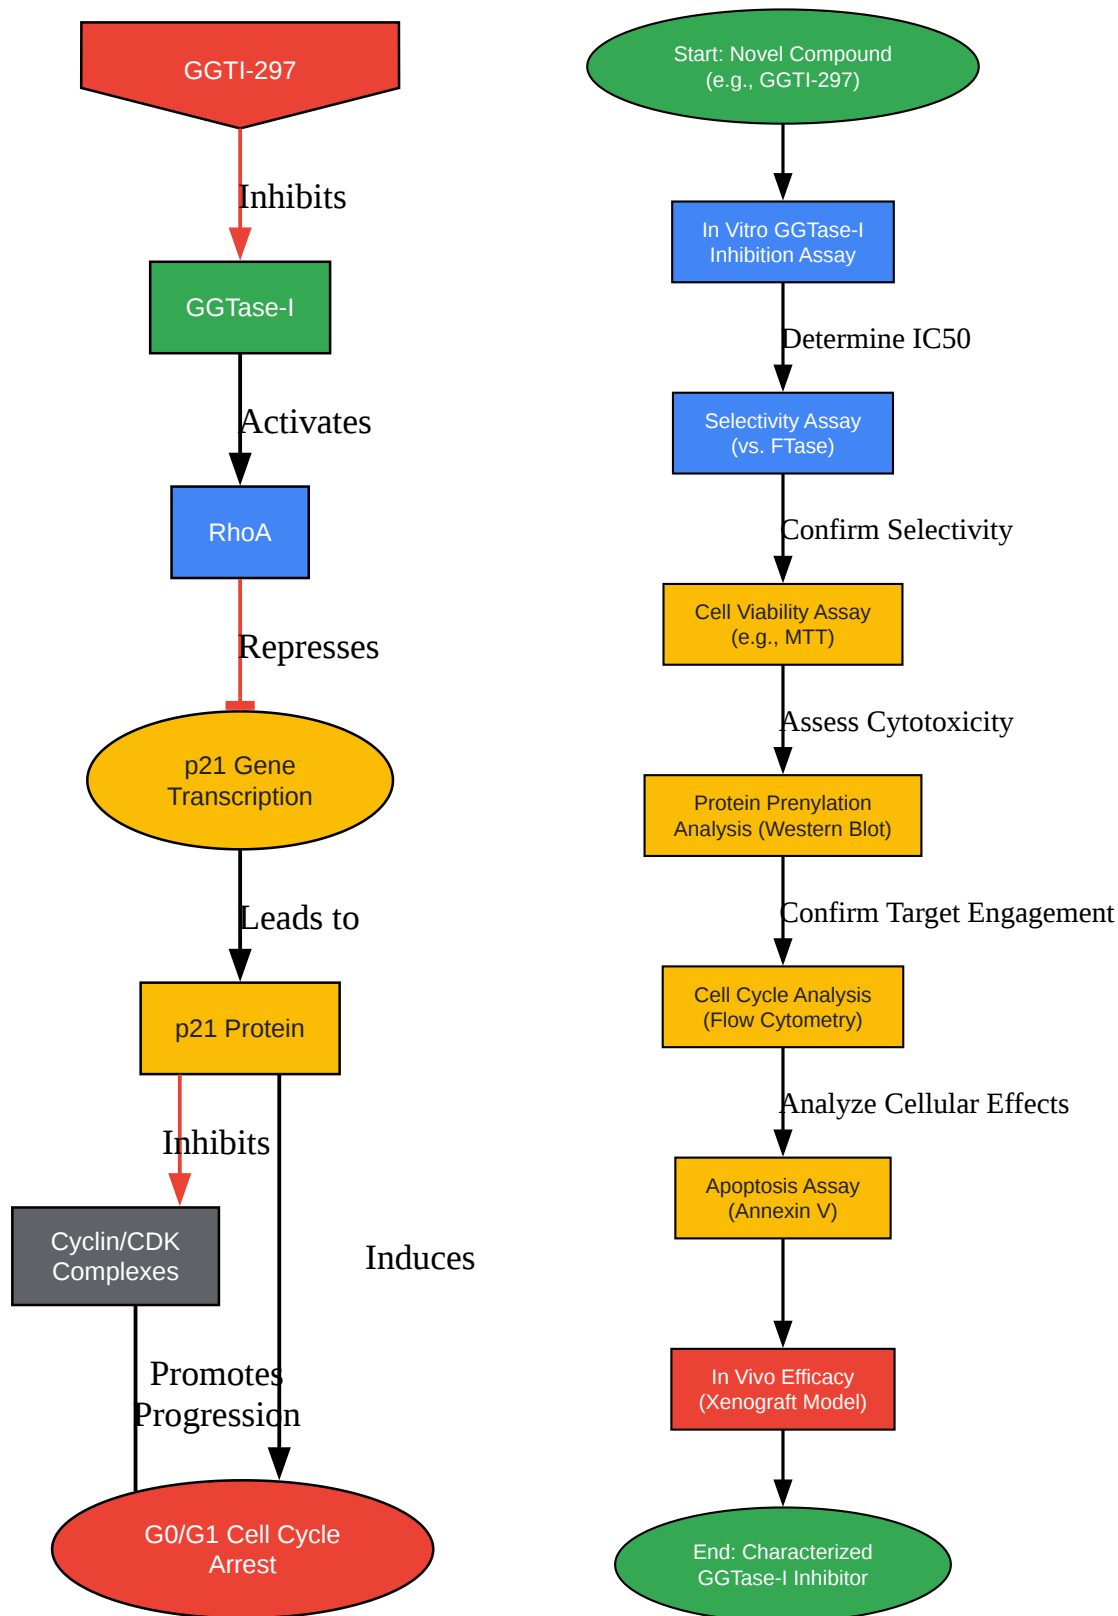 GGTI-297
Inhibits
GGTase-I
Activates
RhoA
Represses
p21 Gene
Transcription
Leads to
p21 Protein
Inhibits
Cyclin/CDK
Complexes
Induces
Promotes
Progression
G0/G1 Cell Cycle
Arrest
Start: Novel Compound
(e.g., GGTI-297)
In Vitro GGTase-I
Inhibition Assay
Determine IC50
Selectivity Assay
(vs. FTase)
Confirm Selectivity
Cell Viability Assay
(e.g., MTT)
Assess Cytotoxicity
Protein Prenylation
Analysis (Western Blot)
Confirm Target Engagement
Cell Cycle Analysis
(Flow Cytometry)
Analyze Cellular Effects
Apoptosis Assay
(Annexin V)
In Vivo Efficacy
(Xenograft Model)
End: Characterized
GGTase-I Inhibitor